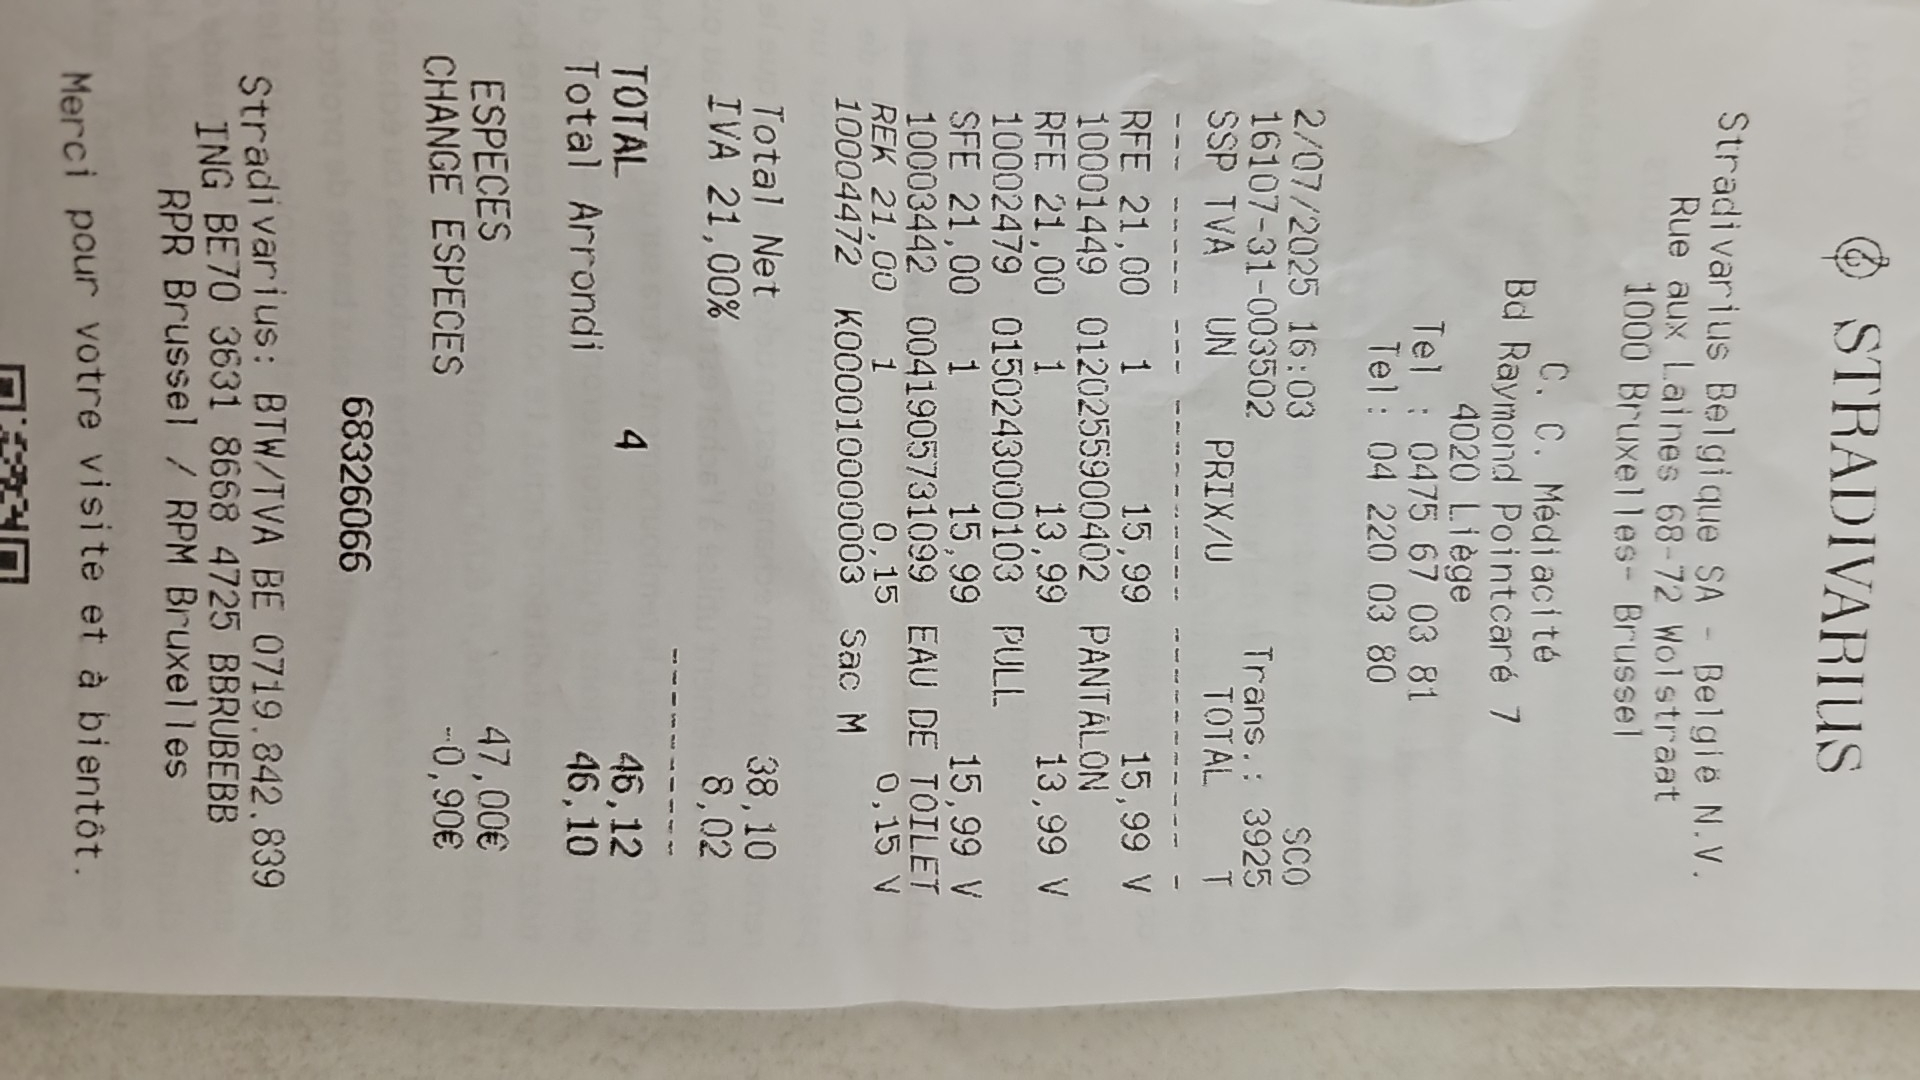 STRADIVARIUS
Stradivarius Belgique SA - België N.V.
Rue aux Laines 68-72 Wolstraat
1000 Bruxelles- Brussel
C. C. Médiacité
Bd Raymond Pointcaré 7
4020 Liège
Tel : 0475 67 03 81
Tel: 04 220 03 80
2/07/2025 16:03 SCO
16107-31-003502 Trans.: 3925
SSP TVA UN PRIX/U TOTAL T
--- ----- --- ------------ ---------- -
RFE 21,00 1 15,99 15,99 V
10001449 0120255900402 PANTALON
RFE 21,00 1 13,99 13,99 V
10002479 0150243000103 PULL
SFE 21,00 1 15,99 15,99 V
10003442 0041905731099 EAU DE TOILET
REK 21,00 1 0,15 0,15 V
10004472 K0000100000003 Sac M
Total Net 38,10
IVA 21,00% 8,02
----------
TOTAL 4 46,12
Total Arrondi 46,10
ESPECES 47,00€
CHANGE ESPECES -0,90€
68326066
Stradivarius: BTW/TVA BE 0719.842.839
ING BE70 3631 8668 4725 BBRUBEBB
RPR Brussel / RPM Bruxelles
Merci pour votre visite et à bientôt.